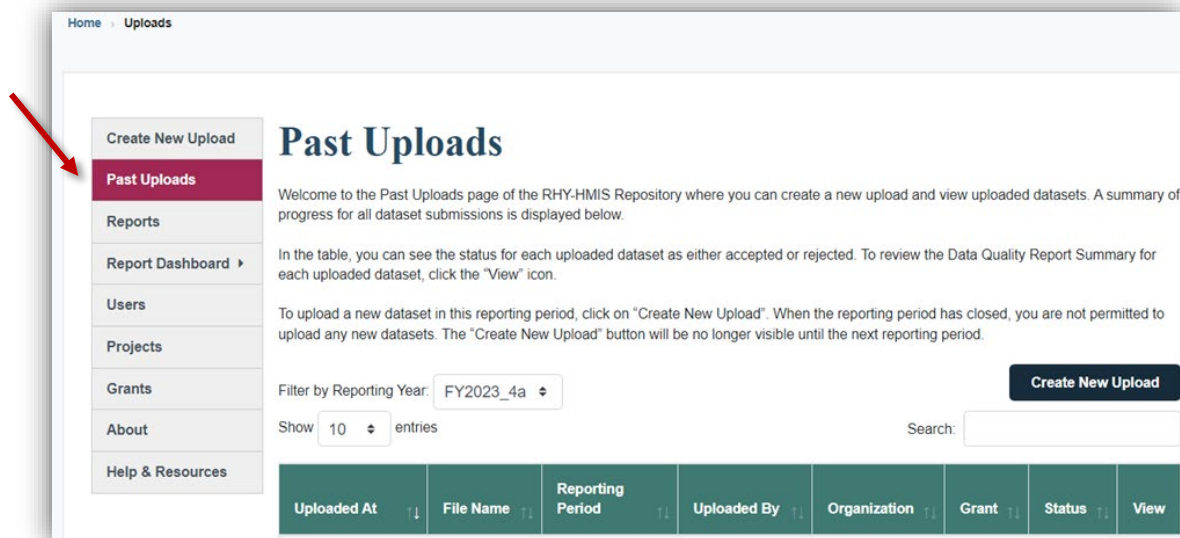 Home › Uploads
Create New Upload
Past Uploads
Reports
Report Dashboard
Users
Projects
Grants
About
Help & Resources
Past Uploads
Welcome to the Past Uploads page of the RHY-HMIS Repository where you can create a new upload and view uploaded datasets. A summary of
progress for all dataset submissions is displayed below.
In the table, you can see the status for each uploaded dataset as either accepted or rejected. To review the Data Quality Report Summary for
each uploaded dataset, click the “View” icon.
To upload a new dataset in this reporting period, click on “Create New Upload”. When the reporting period has closed, you are not permitted to
upload any new datasets. The “Create New Upload” button will be no longer visible until the next reporting period.
Filter by Reporting Year: FY2023_4a
Create New Upload
Show 10 entries
Search:
Uploaded At
File Name
Reporting
Period
Uploaded By
Organization
Grant
Status
View